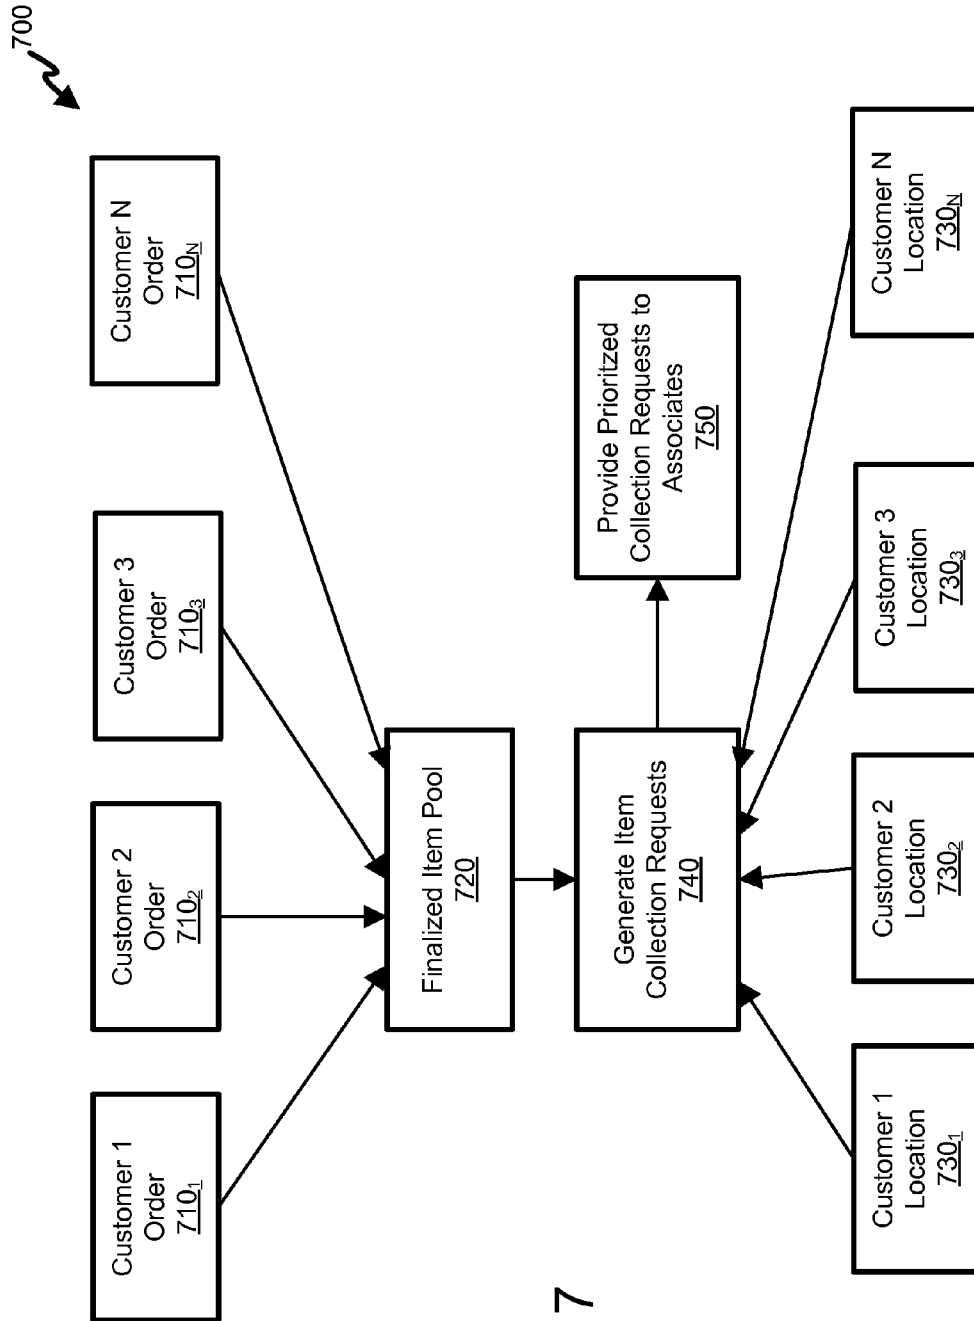 700
Customer 1
Order
710₁
Customer 2
Order
710₂
Customer 3
Order
710₃
Customer N
Order
710N
Finalized Item Pool
720
Generate Item
Collection Requests
740
Provide Prioritzed
Collection Requests to
Associates
750
Customer 1
Location
730₁
Customer 2
Location
730₂
Customer 3
Location
730₃
Customer N
Location
730N
7